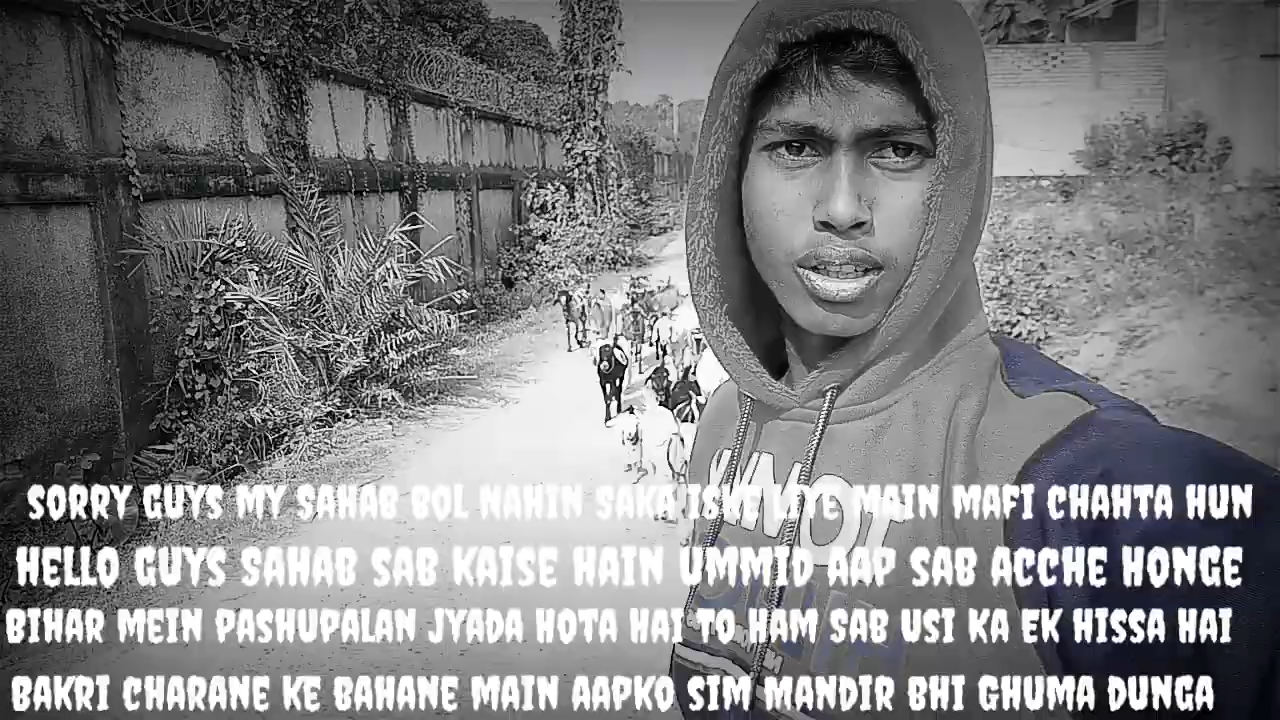 SORRY GUYS MY SAHAB BOL NAHIN SAKA ISKE LIYE MAIN MAFI CHAHTA HUN
HELLO GUYS SAHAB SAB KAISE HAIN UMMID AAP SAB ACCHE HONGE
BIHAR MEIN PASHUPALAN JYADA HOTA HAI TO HAM SAB USI KA EK HISSA HAI
BAKRI CHARANE KE BAHANE MAIN AAPKO SIM MANDIR BHI GHUMA DUNGA